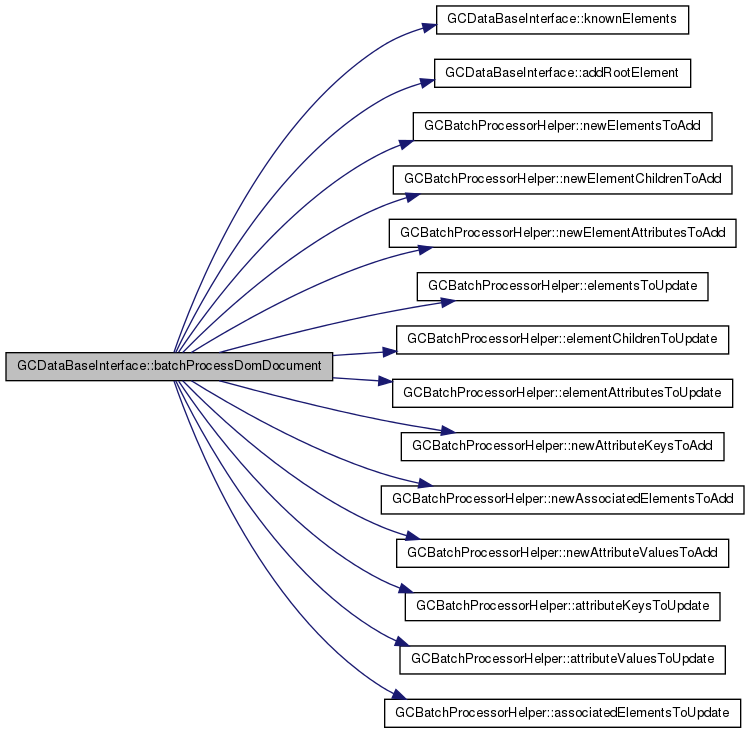 GCDataBaseInterface::knownElements
GCDataBaseInterface::addRootElement
GCBatchProcessorHelper::newElementsToAdd
GCBatchProcessorHelper::newElementChildrenToAdd
GCBatchProcessorHelper::newElementAttributesToAdd
GCBatchProcessorHelper::elementsToUpdate
GCBatchProcessorHelper::elementChildrenToUpdate
GCDataBaseInterface::batchProcessDomDocument
GCBatchProcessorHelper::elementAttributesToUpdate
GCBatchProcessorHelper::newAttributeKeysToAdd
GCBatchProcessorHelper::newAssociatedElementsToAdd
GCBatchProcessorHelper::newAttributeValuesToAdd
GCBatchProcessorHelper::attributeKeysToUpdate
GCBatchProcessorHelper::attributeValuesToUpdate
GCBatchProcessorHelper::associatedElementsToUpdate